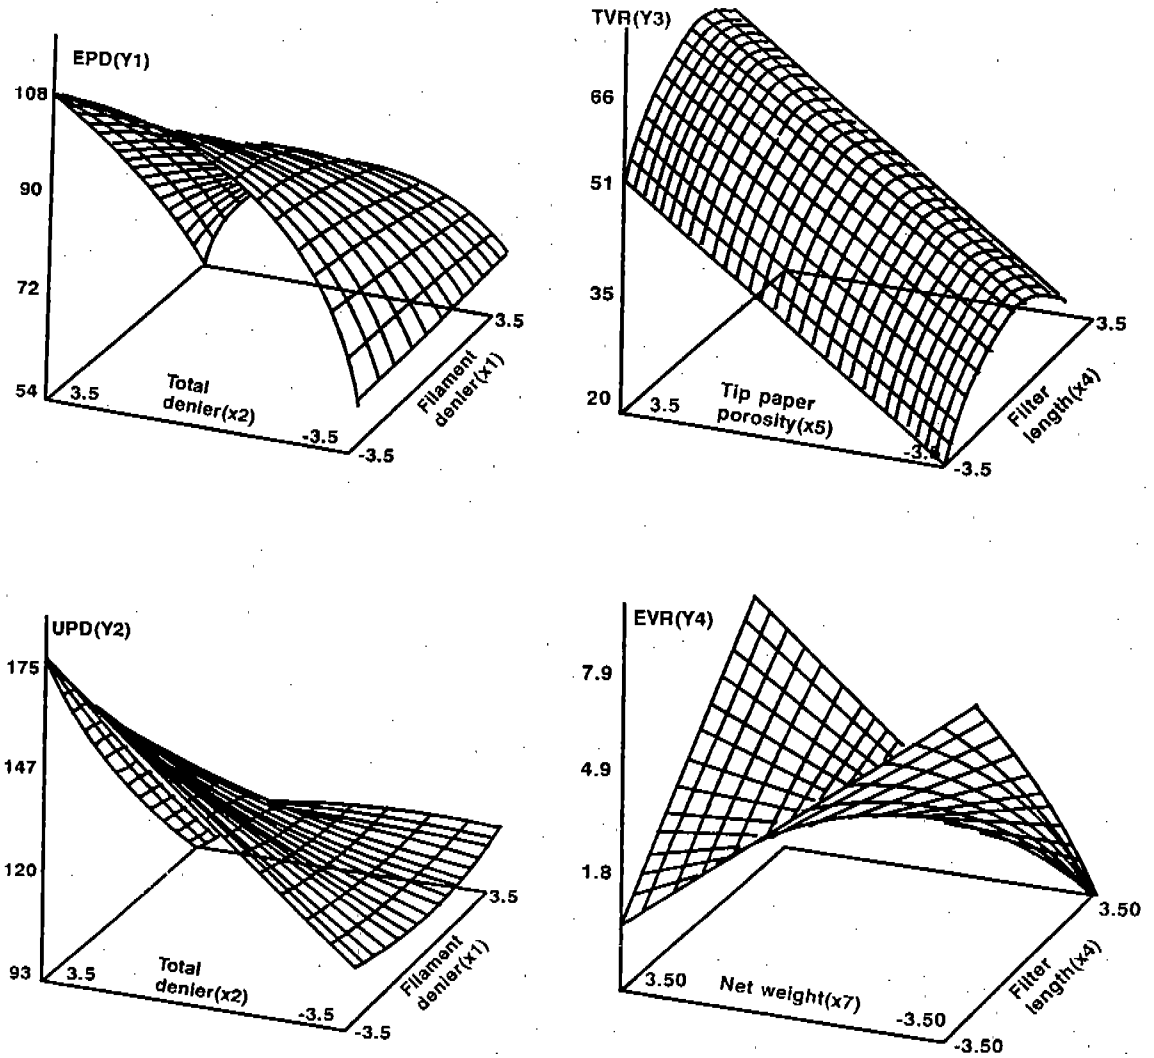 EPD(Y1)
108
90
72
54
3.5
Total
denier(x2)
-3.5
-3.5
Filament
denier(x1)
3.5
TVR(Y3)
66
51
35
20
3.5
Tip paper
porosity(x5)
-3.5
-3.5
Filter
length(x4)
3.5
UPD(Y2)
175
147
120
93
3.5
Total
denier(x2)
-3.5
-3.5
Filament
denier(x1)
3.5
EVR(Y4)
7.9
4.9
1.8
3.50
Net weight(x7)
-3.50
-3.50
Filter
length(x4)
3.50